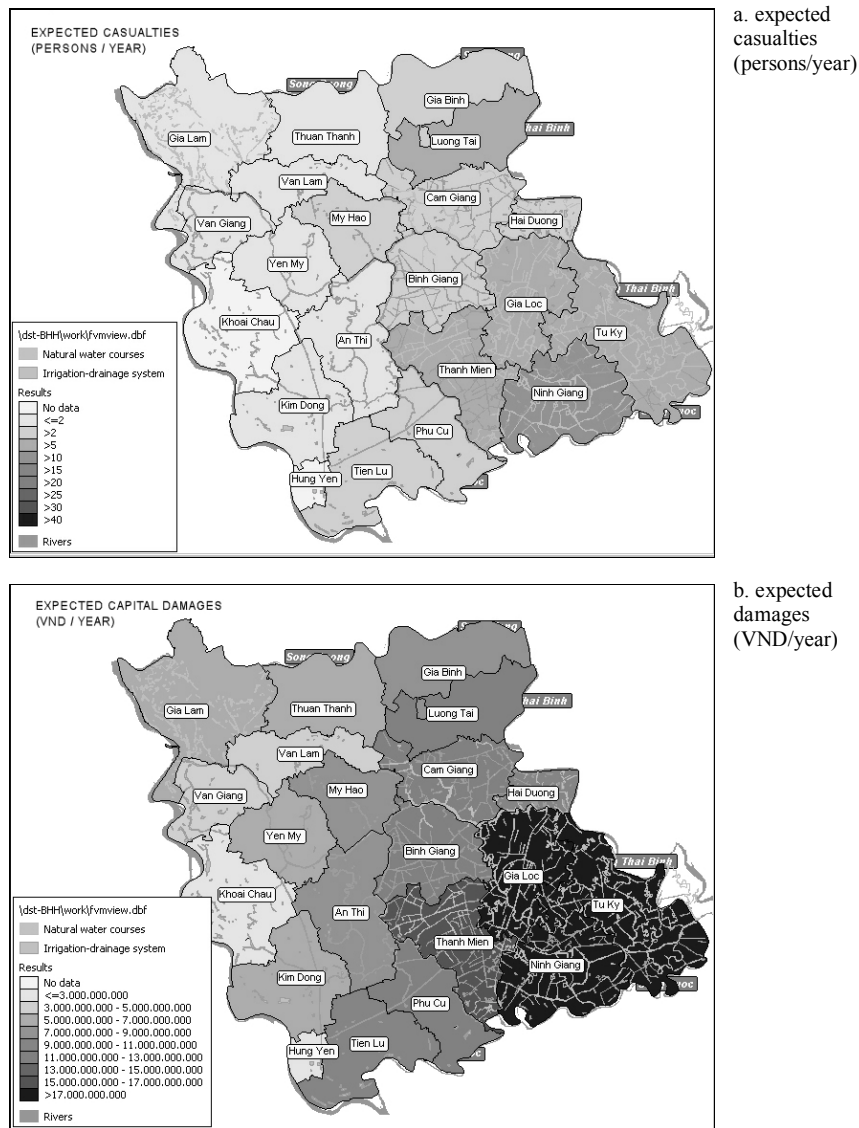 EXPECTED CASUALTIES
(PERSONS / YEAR)
Gia Binh
Gia Lam
Thuan Thanh
Luong Tai
Thai Binh
Van Lam
Cam Giang
Van Giang
My Hao
Hai Duong
Yen My
Binh Giang
Gia Loc
Thai Binh
Khoai Chau
An Thi
Tu Ky
Thanh Mien
Ninh Giang
Kim Dong
Phu Cu
Hung Yen
Tien Lu
\dst-BHH\work\fvmview.dbf
Natural water courses
Irrigation-drainage system
Results
No data
<=2
>2
>5
>10
>15
>20
>25
>30
>40
Rivers
a. expected
casualties
(persons/year)
EXPECTED CAPITAL DAMAGES
(VND / YEAR)
Gia Binh
Gia Lam
Thuan Thanh
Luong Tai
Thai Binh
Van Lam
Cam Giang
Van Giang
My Hao
Hai Duong
Yen My
Binh Giang
Gia Loc
Thai Binh
Khoai Chau
An Thi
Tu Ky
Thanh Mien
Ninh Giang
Kim Dong
Phu Cu
Hung Yen
Tien Lu
\dst-BHH\work\fvmview.dbf
Natural water courses
Irrigation-drainage system
Results
No data
<=3.000.000.000
3.000.000.000 - 5.000.000.000
5.000.000.000 - 7.000.000.000
7.000.000.000 - 9.000.000.000
9.000.000.000 - 11.000.000.000
11.000.000.000 - 13.000.000.000
13.000.000.000 - 15.000.000.000
15.000.000.000 - 17.000.000.000
>17.000.000.000
Rivers
b. expected
damages
(VND/year)